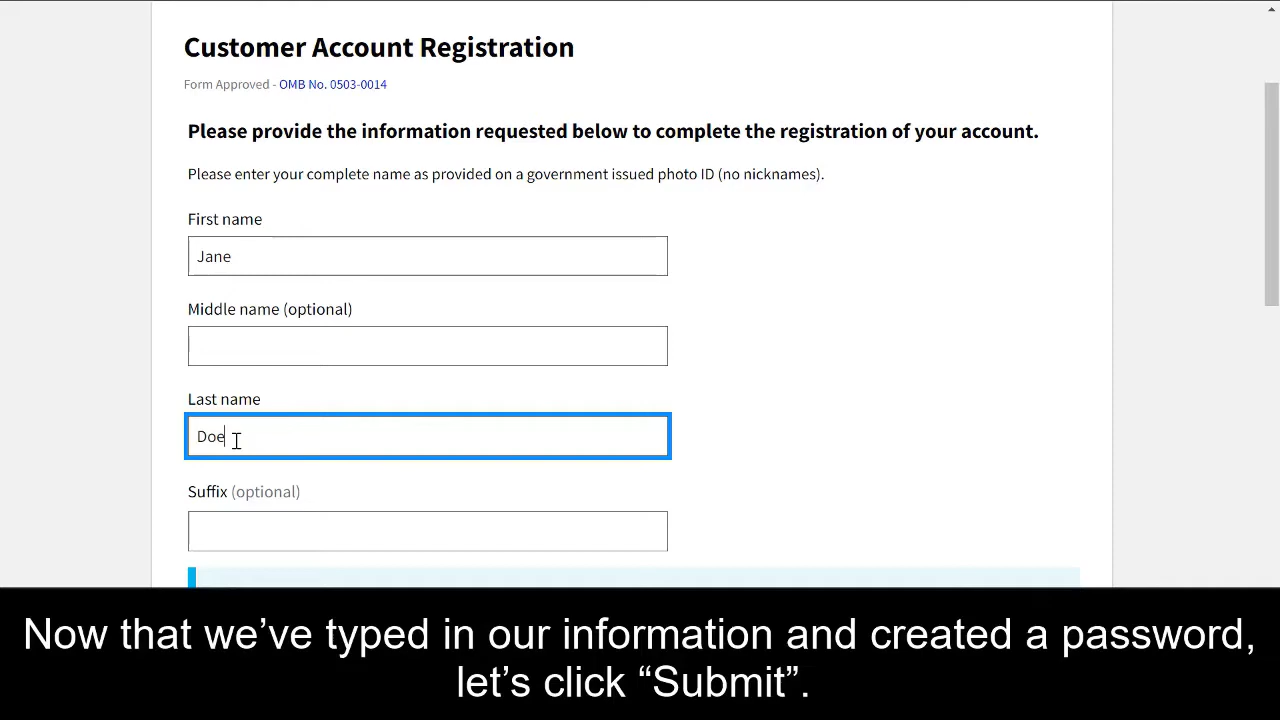 Customer Account Registration
Form Approved - OMB No. 0503-0014
Please provide the information requested below to complete the registration of your account.
Please enter your complete name as provided on a government issued photo ID (no nicknames).
First name
Jane
Middle name (optional)
Last name
Doe
Suffix (optional)
Now that we’ve typed in our information and created a password,
let’s click “Submit”.